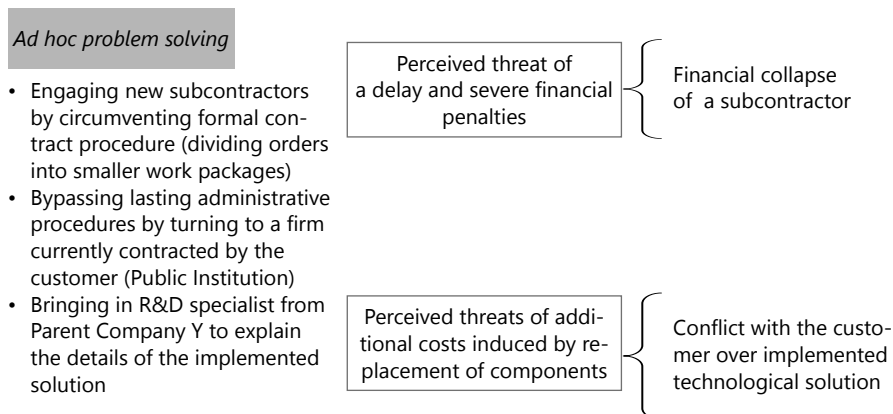 Ad hoc problem solving
• Engaging new subcontractors
by circumventing formal con-
tract procedure (dividing orders
into smaller work packages)
• Bypassing lasting administrative
procedures by turning to a firm
currently contracted by the
customer (Public Institution)
• Bringing in R&D specialist from
Parent Company Y to explain
the details of the implemented
solution
Perceived threat of
a delay and severe financial
penalties
Financial collapse
of a subcontractor
Perceived threats of addi-
tional costs induced by re-
placement of components
Conflict with the custo-
mer over implemented
technological solution